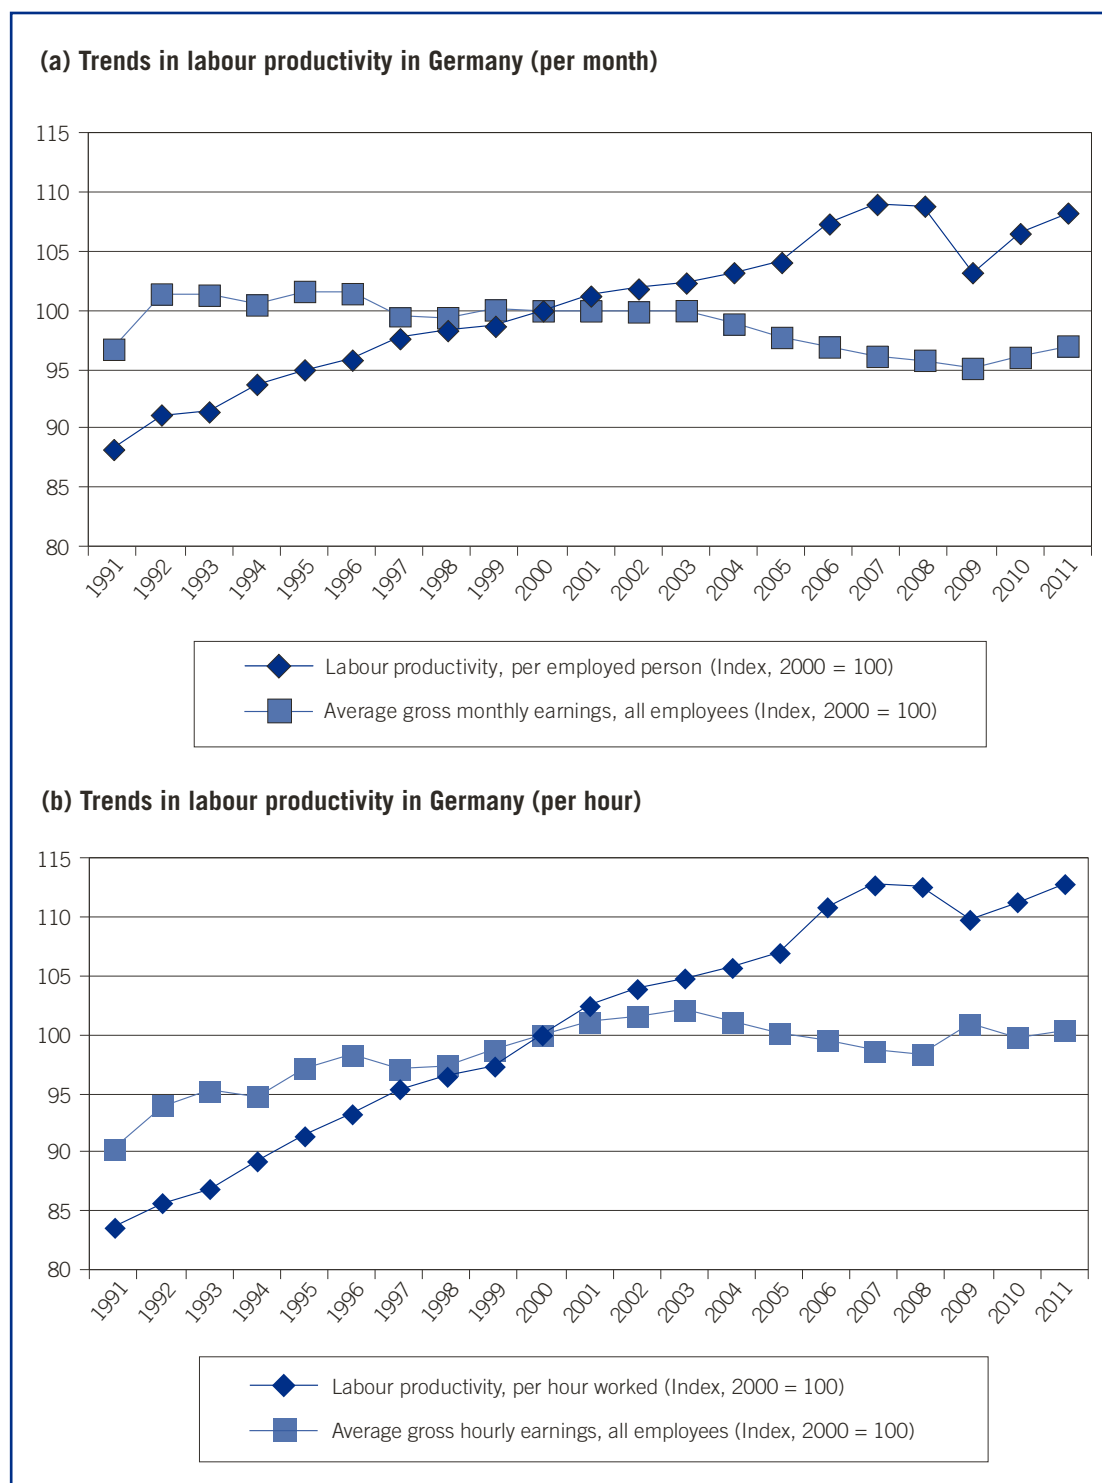 (a) Trends in labour productivity in Germany (per month)
115
110
105
100
95
90
85
80
1991 1992 1993 1994 1995 1996 1997 1998 1999 2000 2001 2002 2003 2004 2005 2006 2007 2008 2009 2010 2011
Labour productivity, per employed person (Index, 2000 = 100)
Average gross monthly earnings, all employees (Index, 2000 = 100)
(b) Trends in labour productivity in Germany (per hour)
115
110
105
100
95
90
85
80
1991 1992 1993 1994 1995 1996 1997 1998 1999 2000 2001 2002 2003 2004 2005 2006 2007 2008 2009 2010 2011
Labour productivity, per hour worked (Index, 2000 = 100)
Average gross hourly earnings, all employees (Index, 2000 = 100)